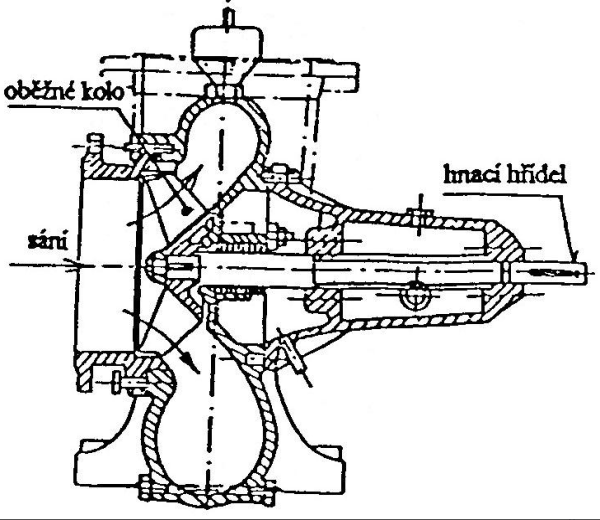 oběžné kolo
hnací hřídel
sání